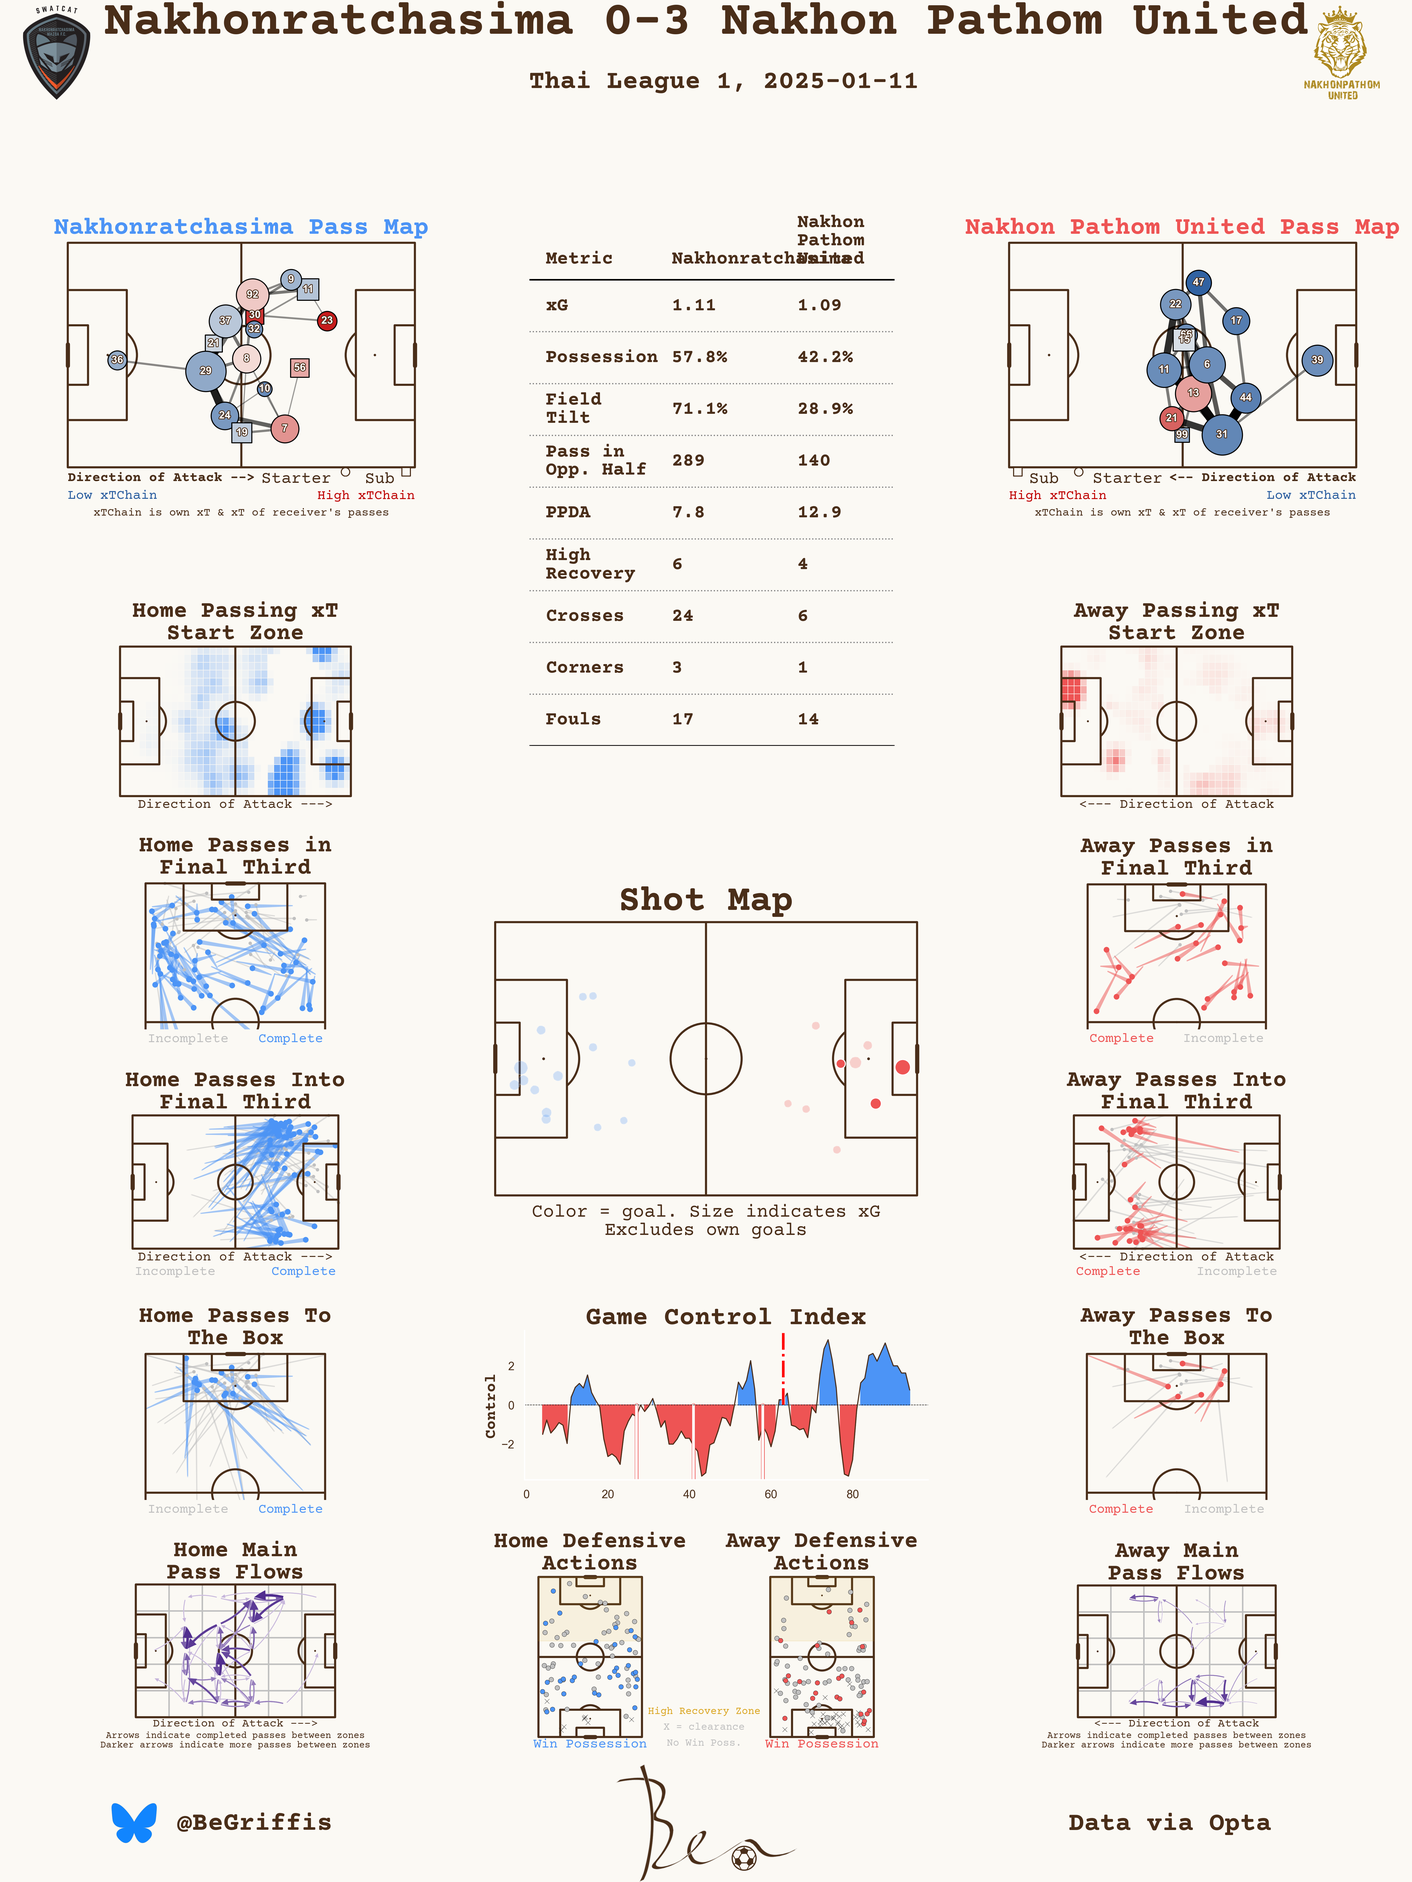 Nakhonratchasima 0-3 Nakhon Pathom United
Thai League 1, 2025-01-11
SWATCAT
NAKHONPATHOM
UNITED
Nakhonratchasima Pass Map
9
11
92
30
23
37
32
21
36
8
29
56
10
24
19
7
Direction of Attack --> Starter Sub
Low xTChain High xTChain
xTChain is own xT & xT of receiver's passes
Metric Nakhonratchasima Nakhon Pathom United
xG 1.11 1.09
Possession 57.8% 42.2%
Field Tilt 71.1% 28.9%
Pass in Opp. Half 289 140
PPDA 7.8 12.9
High Recovery 6 4
Crosses 24 6
Corners 3 1
Fouls 17 14
Nakhon Pathom United Pass Map
47
22
17
15
11
6
39
13
44
21
99
31
Sub Starter <-- Direction of Attack
High xTChain Low xTChain
xTChain is own xT & xT of receiver's passes
Home Passing xT
Start Zone
Direction of Attack --->
Away Passing xT
Start Zone
<--- Direction of Attack
Home Passes in
Final Third
Incomplete Complete
Away Passes in
Final Third
Complete Incomplete
Shot Map
Color = goal. Size indicates xG
Excludes own goals
Home Passes Into
Final Third
Direction of Attack --->
Incomplete Complete
Away Passes Into
Final Third
<--- Direction of Attack
Complete Incomplete
Home Passes To
The Box
Incomplete Complete
Game Control Index
Control
2
0
−2
0 20 40 60 80
Away Passes To
The Box
Complete Incomplete
Home Main
Pass Flows
Direction of Attack --->
Arrows indicate completed passes between zones
Darker arrows indicate more passes between zones
Home Defensive
Actions
Win Possession
High Recovery Zone
X = clearance
No Win Poss.
Away Defensive
Actions
Win Possession
Away Main
Pass Flows
<--- Direction of Attack
Arrows indicate completed passes between zones
Darker arrows indicate more passes between zones
@BeGriffis
Ben
Data via Opta